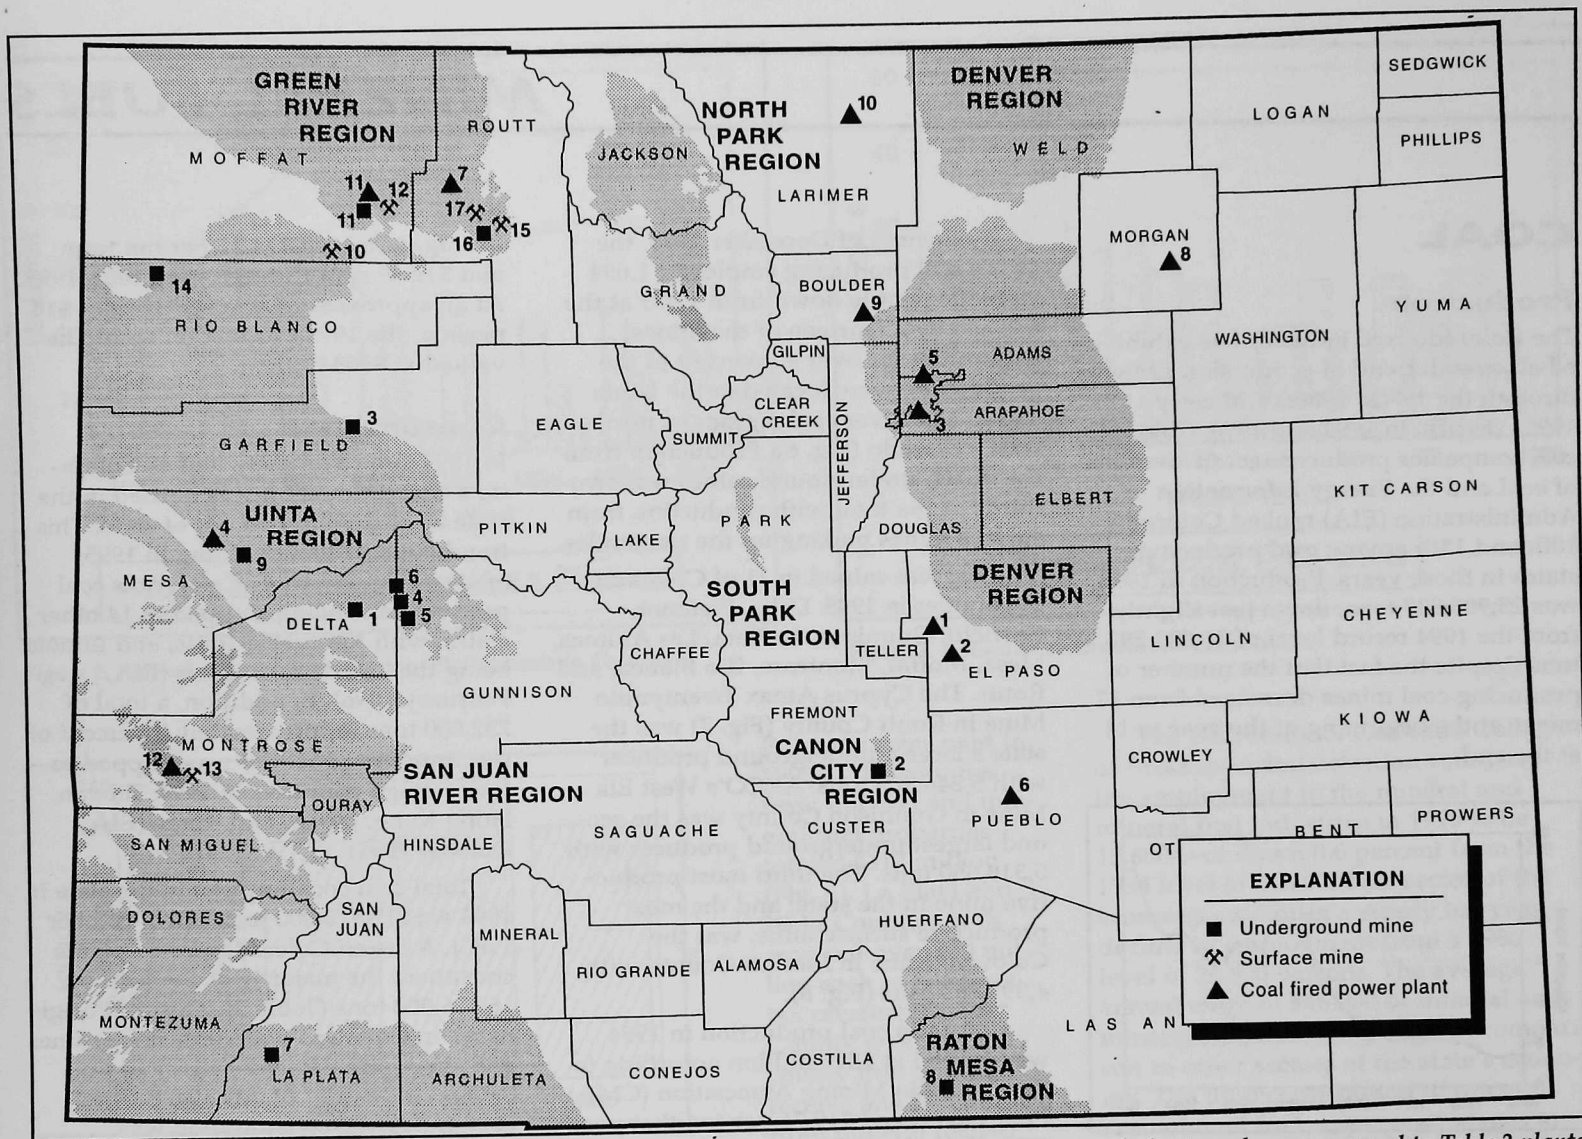 SEDGWICK
GREEN
RIVER
REGION
DENVER
REGION
NORTH
PARK
REGION
10
LOGAN
PHILLIPS
ROUTT
MOFFAT
JACKSON
WELD
LARIMER
11
12
7
11
17
15
16
10
MORGAN
8
14
GRAND
BOULDER
9
YUMA
RIO BLANCO
WASHINGTON
GILPIN
ADAMS
5
3
GARFIELD
EAGLE
CLEAR
CREEK
SUMMIT
JEFFERSON
ARAPAHOE
3
KIT CARSON
ELBERT
UINTA
REGION
4
9
MESA
PITKIN
LAKE
PARK
DOUGLAS
DENVER
REGION
6
4
5
1
DELTA
SOUTH
PARK
REGION
CHEYENNE
LINCOLN
1
2
TELLER
EL PASO
CHAFFEE
GUNNISON
FREMONT
KIOWA
MONTROSE
12
13
CANON
CITY
REGION
2
CROWLEY
SAN JUAN
RIVER REGION
OURAY
6
PUEBLO
SAGUACHE
CUSTER
BENT
PROWERS
SAN MIGUEL
HINSDALE
OT
EXPLANATION
Underground mine
Surface mine
Coal fired power plant
DOLORES
SAN
JUAN
MINERAL
HUERFANO
RIO GRANDE
ALAMOSA
MONTEZUMA
LAS AN
7
LA PLATA
ARCHULETA
CONEJOS
COSTILLA
RATON
MESA
REGION
8